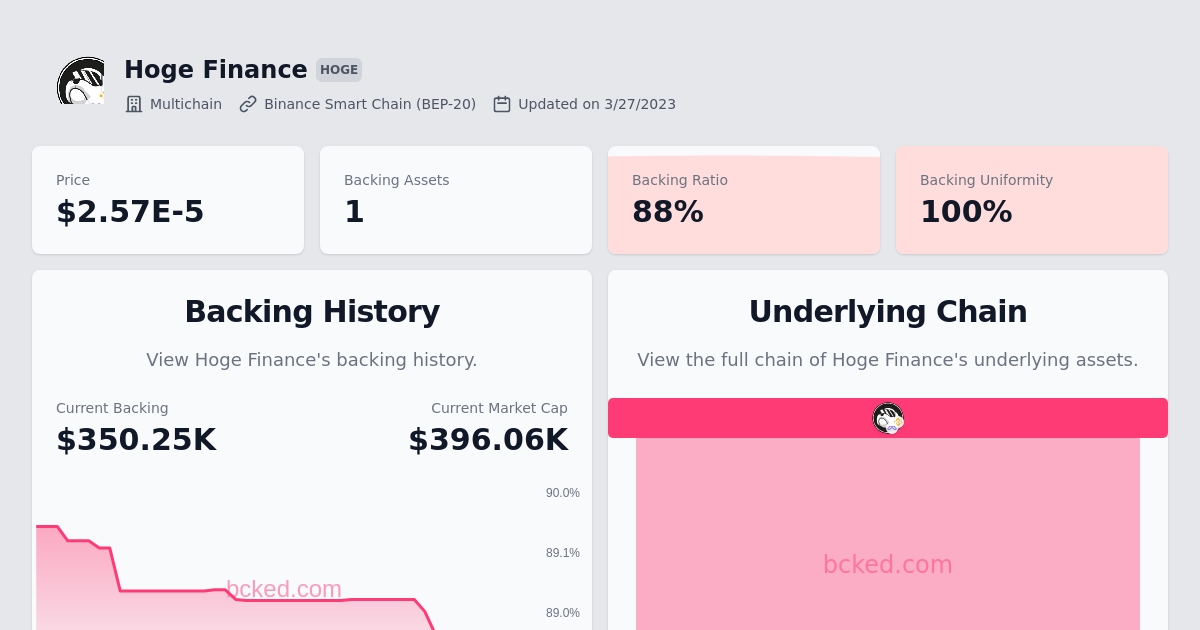 Hoge Finance HOGE
Multichain Binance Smart Chain (BEP-20) Updated on 3/27/2023
Price
$2.57E-5
Backing Assets
1
Backing Ratio
88%
Backing Uniformity
100%
Backing History
View Hoge Finance's backing history.
Current Backing
$350.25K
Current Market Cap
$396.06K
90.0%
89.1%
89.0%
bcked.com
Underlying Chain
View the full chain of Hoge Finance's underlying assets.
bcked.com